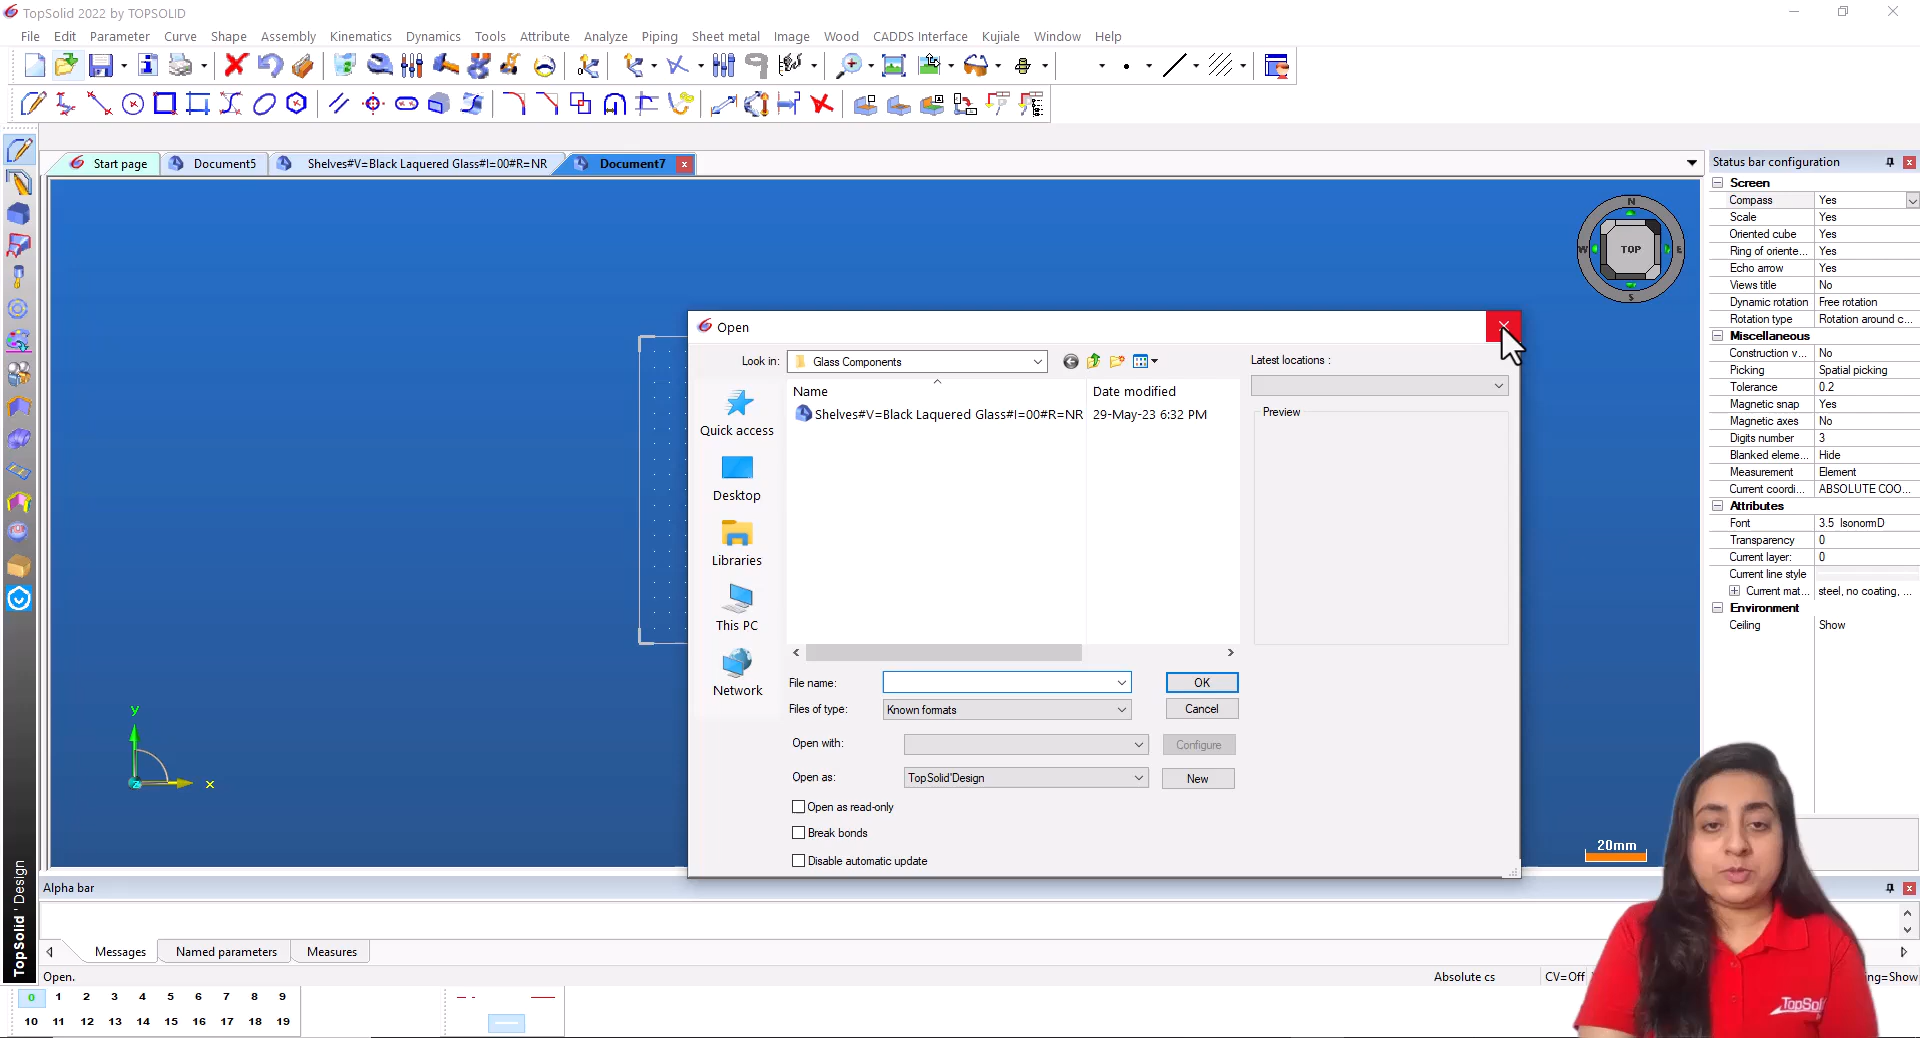 TopSolid 2022 by TOPSOLID
File Edit Parameter Curve Shape Assembly Kinematics Dynamics Tools Attribute Analyze Piping Sheet metal Image Wood CADDS Interface Kujiale Window Help
Start page Document5 Shelves#V=Black Laquered Glass#I=00#R=NR Document7
Status bar configuration
Screen
Compass Yes
Scale Yes
Oriented cube Yes
Ring of oriente... Yes
Echo arrow Yes
Views title No
Dynamic rotation Free rotation
Rotation type Rotation around c...
Miscellaneous
Construction v... No
Picking Spatial picking
Tolerance 0.2
Magnetic snap Yes
Magnetic axes No
Digits number 3
Blanked eleme... Hide
Measurement Element
Current coordi... ABSOLUTE COO...
Attributes
Font 3.5 IsonormD
Transparency 0
Current layer: 0
Current line style
Current mat... steel, no coating, ...
Environment
Ceiling Show
N
W TOP E
S
Open
Look in: Glass Components
Latest locations :
Name Date modified
Shelves#V=Black Laquered Glass#I=00#R=NR 29-May-23 6:32 PM
Preview
Quick access
Desktop
Libraries
This PC
Network
File name: OK
Files of type: Known formats Cancel
Open with: Configure
Open as: TopSolid'Design New
Open as read-only
Break bonds
Disable automatic update
y
z x
20mm
TopSolid ' Design
Alpha bar
Messages Named parameters Measures
Open.
Absolute cs CV=Off ng=Show
0 1 2 3 4 5 6 7 8 9
10 11 12 13 14 15 16 17 18 19
TopSoli